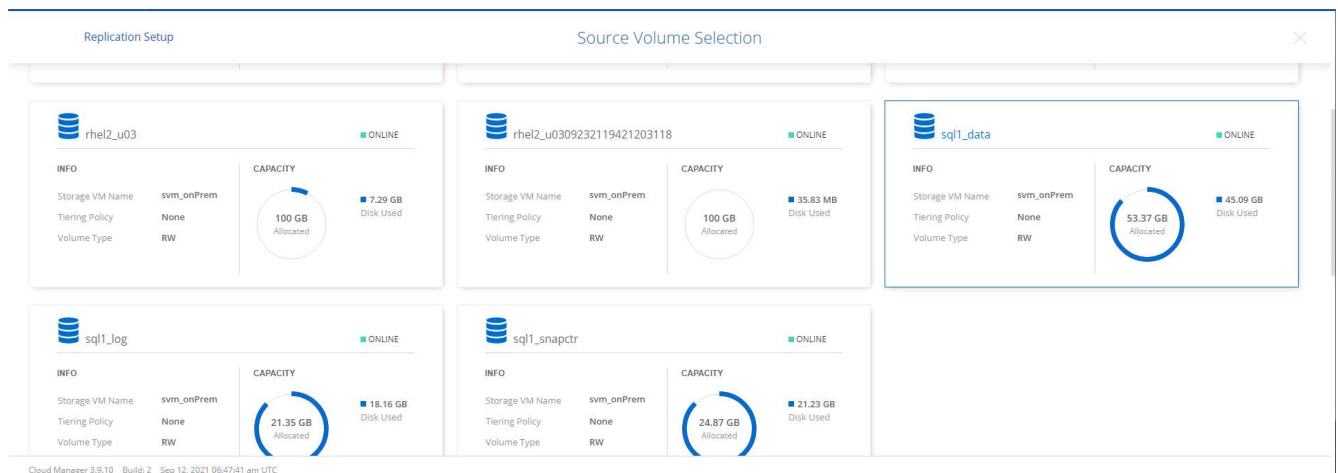 Replication Setup
Source Volume Selection
rhel2_u03
ONLINE
INFO
CAPACITY
Storage VM Name svm_onPrem
Tiering Policy None
Volume Type RW
100 GB
Allocated
7.29 GB
Disk Used
rhel2_u0309232119421203118
ONLINE
INFO
CAPACITY
Storage VM Name svm_onPrem
Tiering Policy None
Volume Type RW
100 GB
Allocated
35.83 MB
Disk Used
sql1_data
ONLINE
INFO
CAPACITY
Storage VM Name svm_onPrem
Tiering Policy None
Volume Type RW
53.37 GB
Allocated
45.09 GB
Disk Used
sql1_log
ONLINE
INFO
CAPACITY
Storage VM Name svm_onPrem
Tiering Policy None
Volume Type RW
21.35 GB
Allocated
18.16 GB
Disk Used
sql1_snapctr
ONLINE
INFO
CAPACITY
Storage VM Name svm_onPrem
Tiering Policy None
Volume Type RW
24.87 GB
Allocated
21.23 GB
Disk Used
Cloud Manager 3.9.10 Build: 2 Sep 12, 2021 06:47:41 am UTC